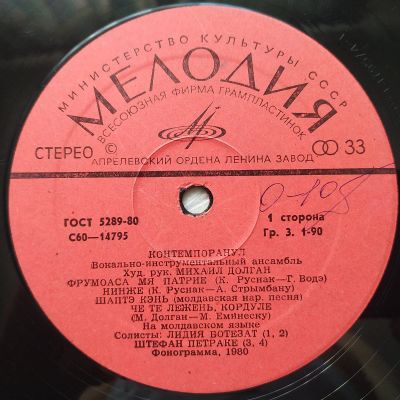 МИНИСТЕРСТВО КУЛЬТУРЫ СССР
МЕЛОДИЯ
ВСЕСОЮЗНАЯ ФИРМА ГРАМПЛАСТИНОК
СТЕРЕО
33
АПРЕЛЕВСКИЙ ОРДЕНА ЛЕНИНА ЗАВОД
ГОСТ 5289-80
С60—14795
1 сторона
Гр. 3. 1-90
КОНТЕМПОРАНУЛ
Вокально-инструментальный ансамбль
Худ. рук. МИХАИЛ ДОЛГАН
ФРУМОАСА МЯ ПАТРИЕ (К. Руснак—Г. Водэ)
НИНЖЕ (К. Руснак—А. Стрымбану)
ШАПТЭ КЭНЬ (молдавская нар. песня)
ЧЕ ТЕ ЛЕЖЕНЬ, КОДРУЛЕ
(М. Долган—М. Еминеску)
На молдавском языке
Солисты: ЛИДИЯ БОТЕЗАТ (1, 2)
ШТЕФАН ПЕТРАКЕ (3, 4)
Фонограмма, 1980